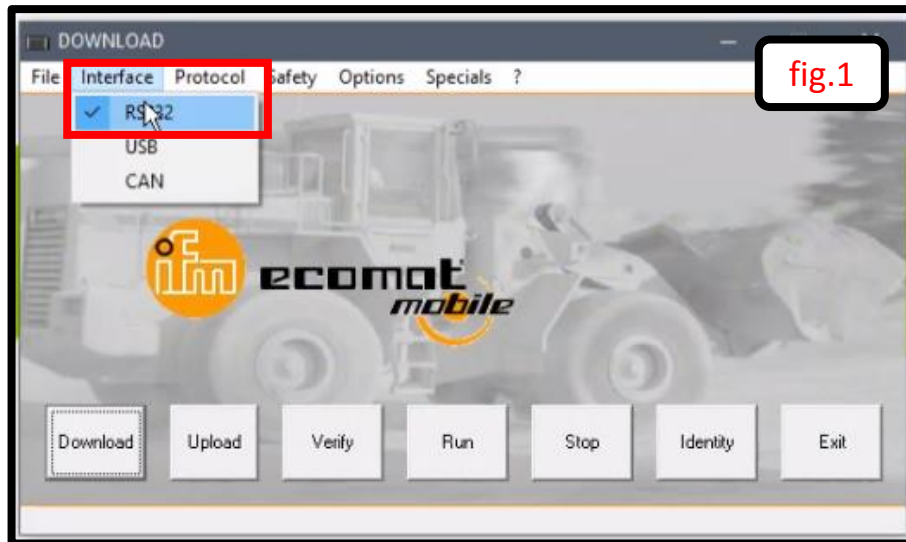 DOWNLOAD
fig.1
File Interface Protocol Safety Options Specials ?
RS232
USB
CAN
ifm ecomat
mobile
Download Upload Verify Run Stop Identity Exit